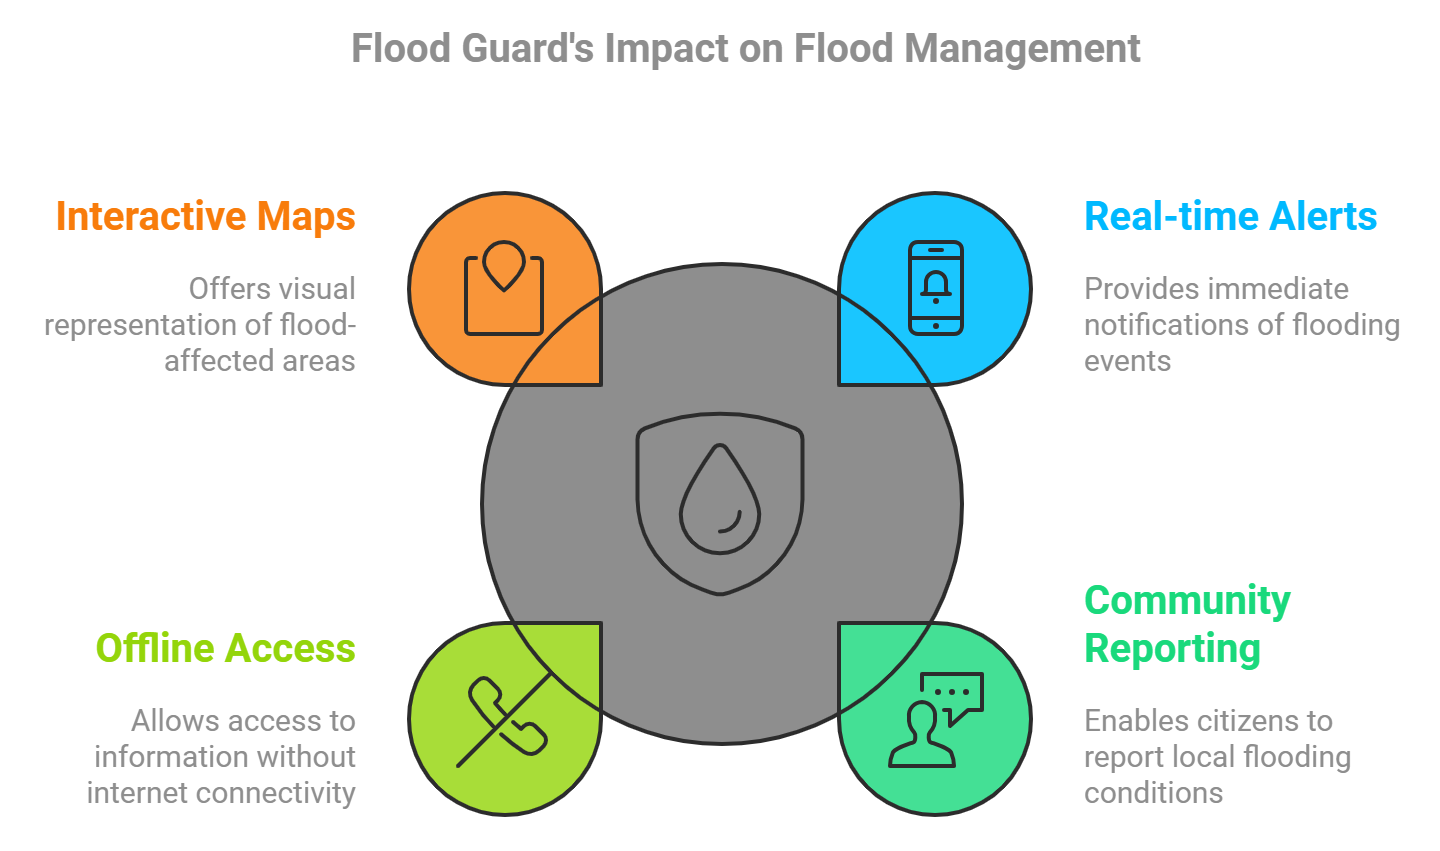 Flood Guard's Impact on Flood Management
Interactive Maps
Offers visual
representation of flood-
affected areas
Real-time Alerts
Provides immediate
notifications of flooding
events
Offline Access
Allows access to
information without
internet connectivity
Community
Reporting
Enables citizens to
report local flooding
conditions